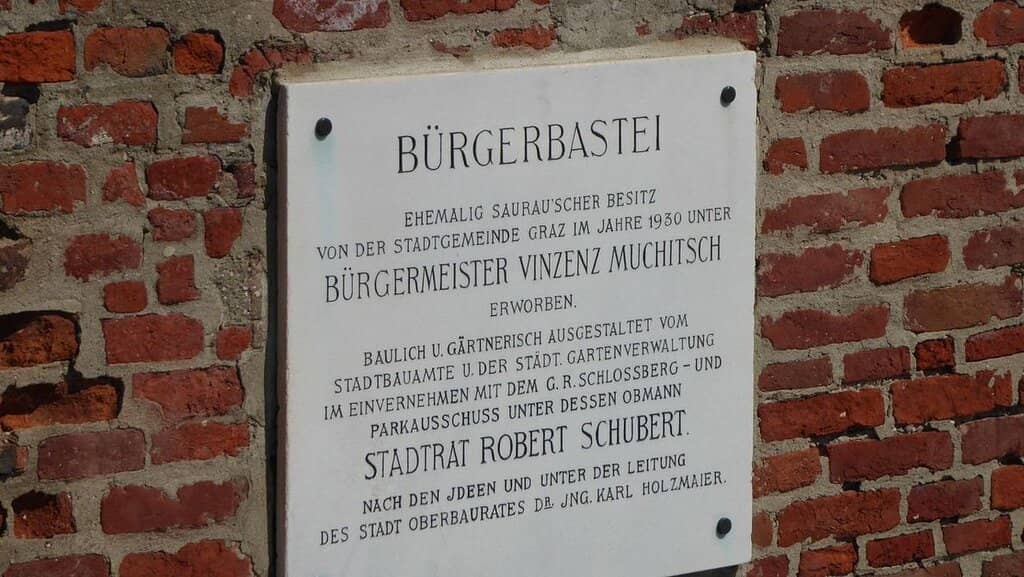 BÜRGERBASTEI
EHEMALIG SAURAU'SCHER BESITZ
VON DER STADTGEMEINDE GRAZ IM JAHRE 1930 UNTER
BÜRGERMEISTER VINZENZ MUCHITSCH
ERWORBEN.
BAULICH U. GÄRTNERISCH AUSGESTALTET VOM
STADTBAUAMTE U. DER STÄDT. GARTENVERWALTUNG
IM EINVERNEHMEN MIT DEM G.R. SCHLOSSBERG - UND
PARKAUSSCHUSS UNTER DESSEN OBMANN
STADTRAT ROBERT SCHUBERT.
NACH DEN JDEEN UND UNTER DER LEITUNG
DES STADT OBERBAURATES DR. JNG. KARL HOLZMAIER.